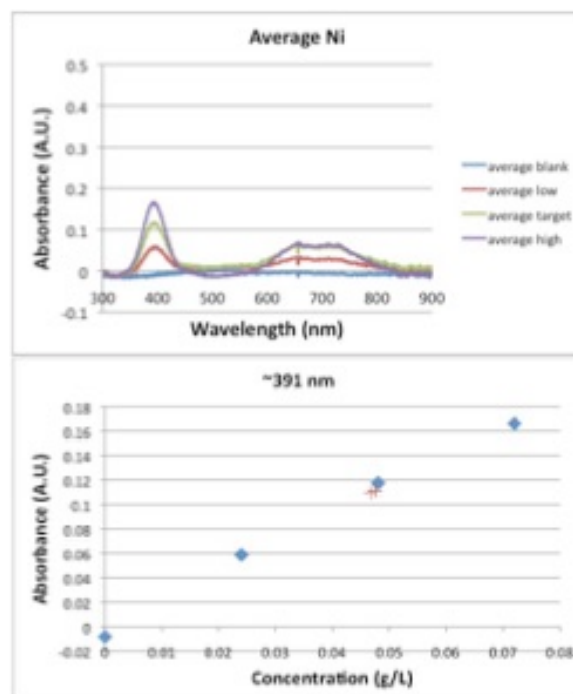 Average Ni
0.5
0.4
0.3
0.2
0.1
0
-0.1
300 400 500 600 700 800 900
Absorbance (A.U.)
Wavelength (nm)
average blank
average low
average target
average high
~391 nm
0.18
0.16
0.14
0.12
0.1
0.08
0.06
0.04
0.02
0
-0.02
0 0.01 0.02 0.03 0.04 0.05 0.06 0.07 0.08
Absorbance (A.U.)
Concentration (g/L)